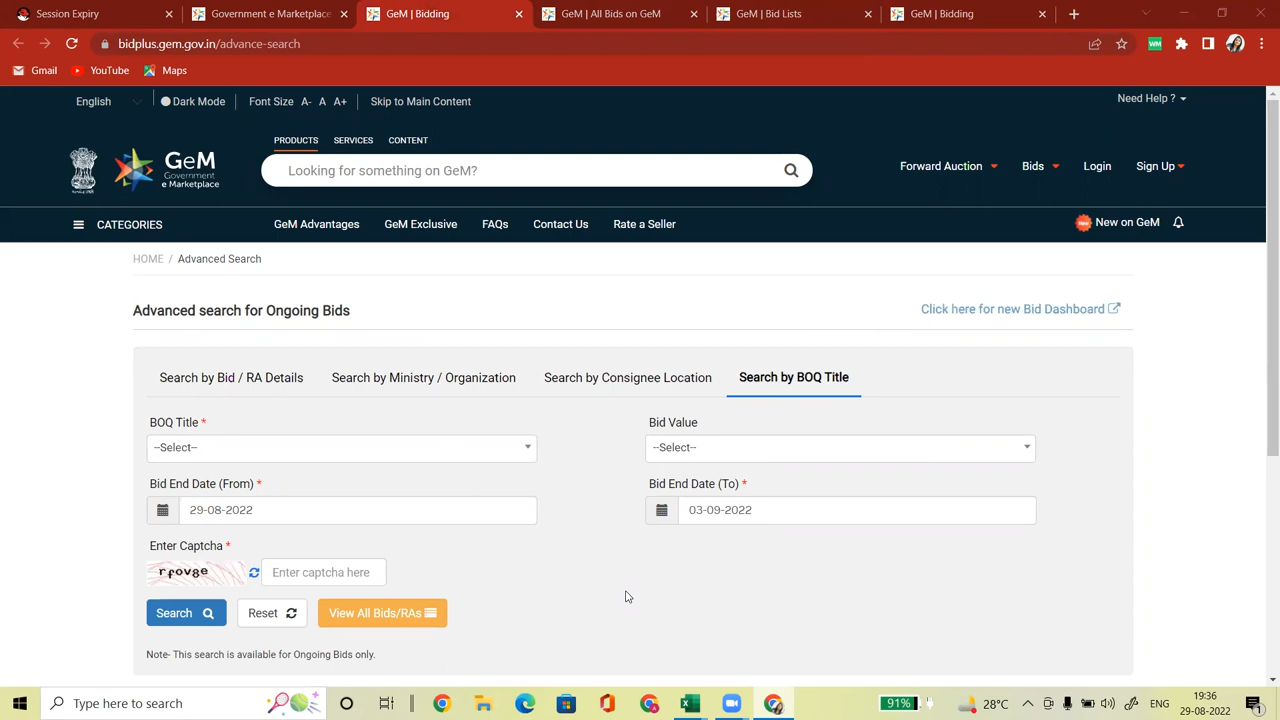 Session Expiry
Government e Marketplace
GeM | Bidding
GeM | All Bids on GeM
GeM | Bid Lists
GeM | Bidding
bidplus.gem.gov.in/advance-search
Gmail
YouTube
Maps
English
Dark Mode
Font Size A- A A+
Skip to Main Content
Need Help ?
PRODUCTS SERVICES CONTENT
GeM
Government
e Marketplace
Looking for something on GeM?
Forward Auction
Bids
Login
Sign Up
CATEGORIES
GeM Advantages
GeM Exclusive
FAQs
Contact Us
Rate a Seller
New on GeM
HOME / Advanced Search
Advanced search for Ongoing Bids
Click here for new Bid Dashboard
Search by Bid / RA Details
Search by Ministry / Organization
Search by Consignee Location
Search by BOQ Title
BOQ Title *
Bid Value
--Select--
--Select--
Bid End Date (From) *
Bid End Date (To) *
29-08-2022
03-09-2022
Enter Captcha *
rfovge
Enter captcha here
Search
Reset
View All Bids/RAs
Note- This search is available for Ongoing Bids only.
Type here to search
91%
28°C
ENG
19:36
29-08-2022
1